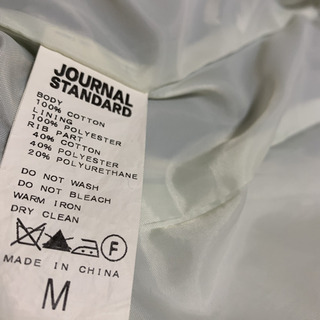 JOURNAL
STANDARD
BODY
100% COTTON
LINING
100% POLYESTER
RIB PART
40% COTTON
40% POLYESTER
20% POLYURETHANE
DO NOT WASH
DO NOT BLEACH
WARM IRON
DRY CLEAN
F
MADE IN CHINA
M